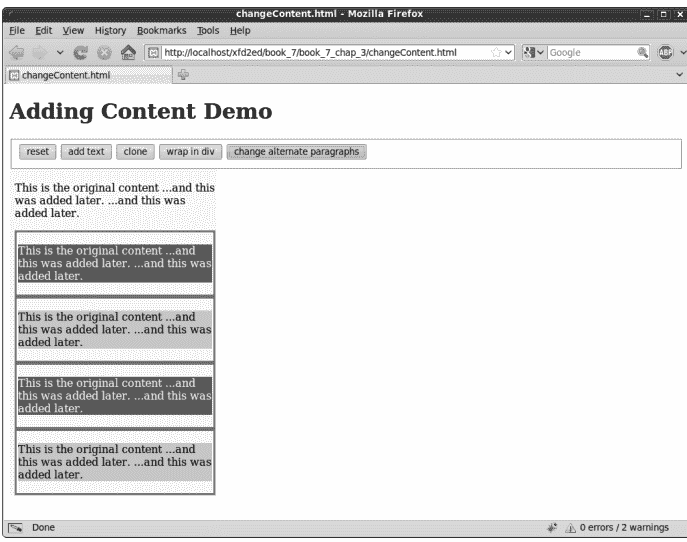 changeContent.html - Mozilla Firefox
File Edit View History Bookmarks Tools Help
http://localhost/xfd2ed/book_7/book_7_chap_3/changeContent.html
Google
ABP
changeContent.html
Adding Content Demo
reset add text clone wrap in div change alternate paragraphs
This is the original content ...and this
was added later. ...and this was
added later.
This is the original content ...and
this was added later. ...and this was
added later.
This is the original content ...and
this was added later. ...and this was
added later.
This is the original content ...and
this was added later. ...and this was
added later.
This is the original content ...and
this was added later. ...and this was
added later.
Done
0 errors / 2 warnings